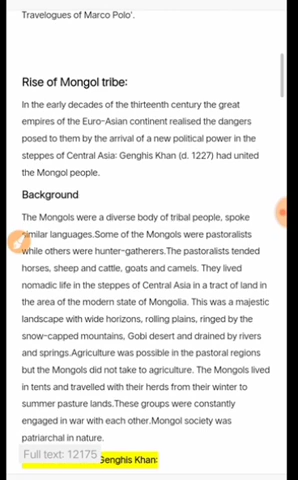 Travelogues of Marco Polo'.
Rise of Mongol tribe:
In the early decades of the thirteenth century the great
empires of the Euro-Asian continent realised the dangers
posed to them by the arrival of a new political power in the
steppes of Central Asia: Genghis Khan (d. 1227) had united
the Mongol people.
Background
The Mongols were a diverse body of tribal people, spoke
similar languages.Some of the Mongols were pastoralists
while others were hunter-gatherers.The pastoralists tended
horses, sheep and cattle, goats and camels. They lived
nomadic life in the steppes of Central Asia in a tract of land in
the area of the modern state of Mongolia. This was a majestic
landscape with wide horizons, rolling plains, ringed by the
snow-capped mountains, Gobi desert and drained by rivers
and springs.Agriculture was possible in the pastoral regions
but the Mongols did not take to agriculture. The Mongols lived
in tents and travelled with their herds from their winter to
summer pasture lands.These groups were constantly
engaged in war with each other.Mongol society was
patriarchal in nature.
Full text: 12175 Genghis Khan: